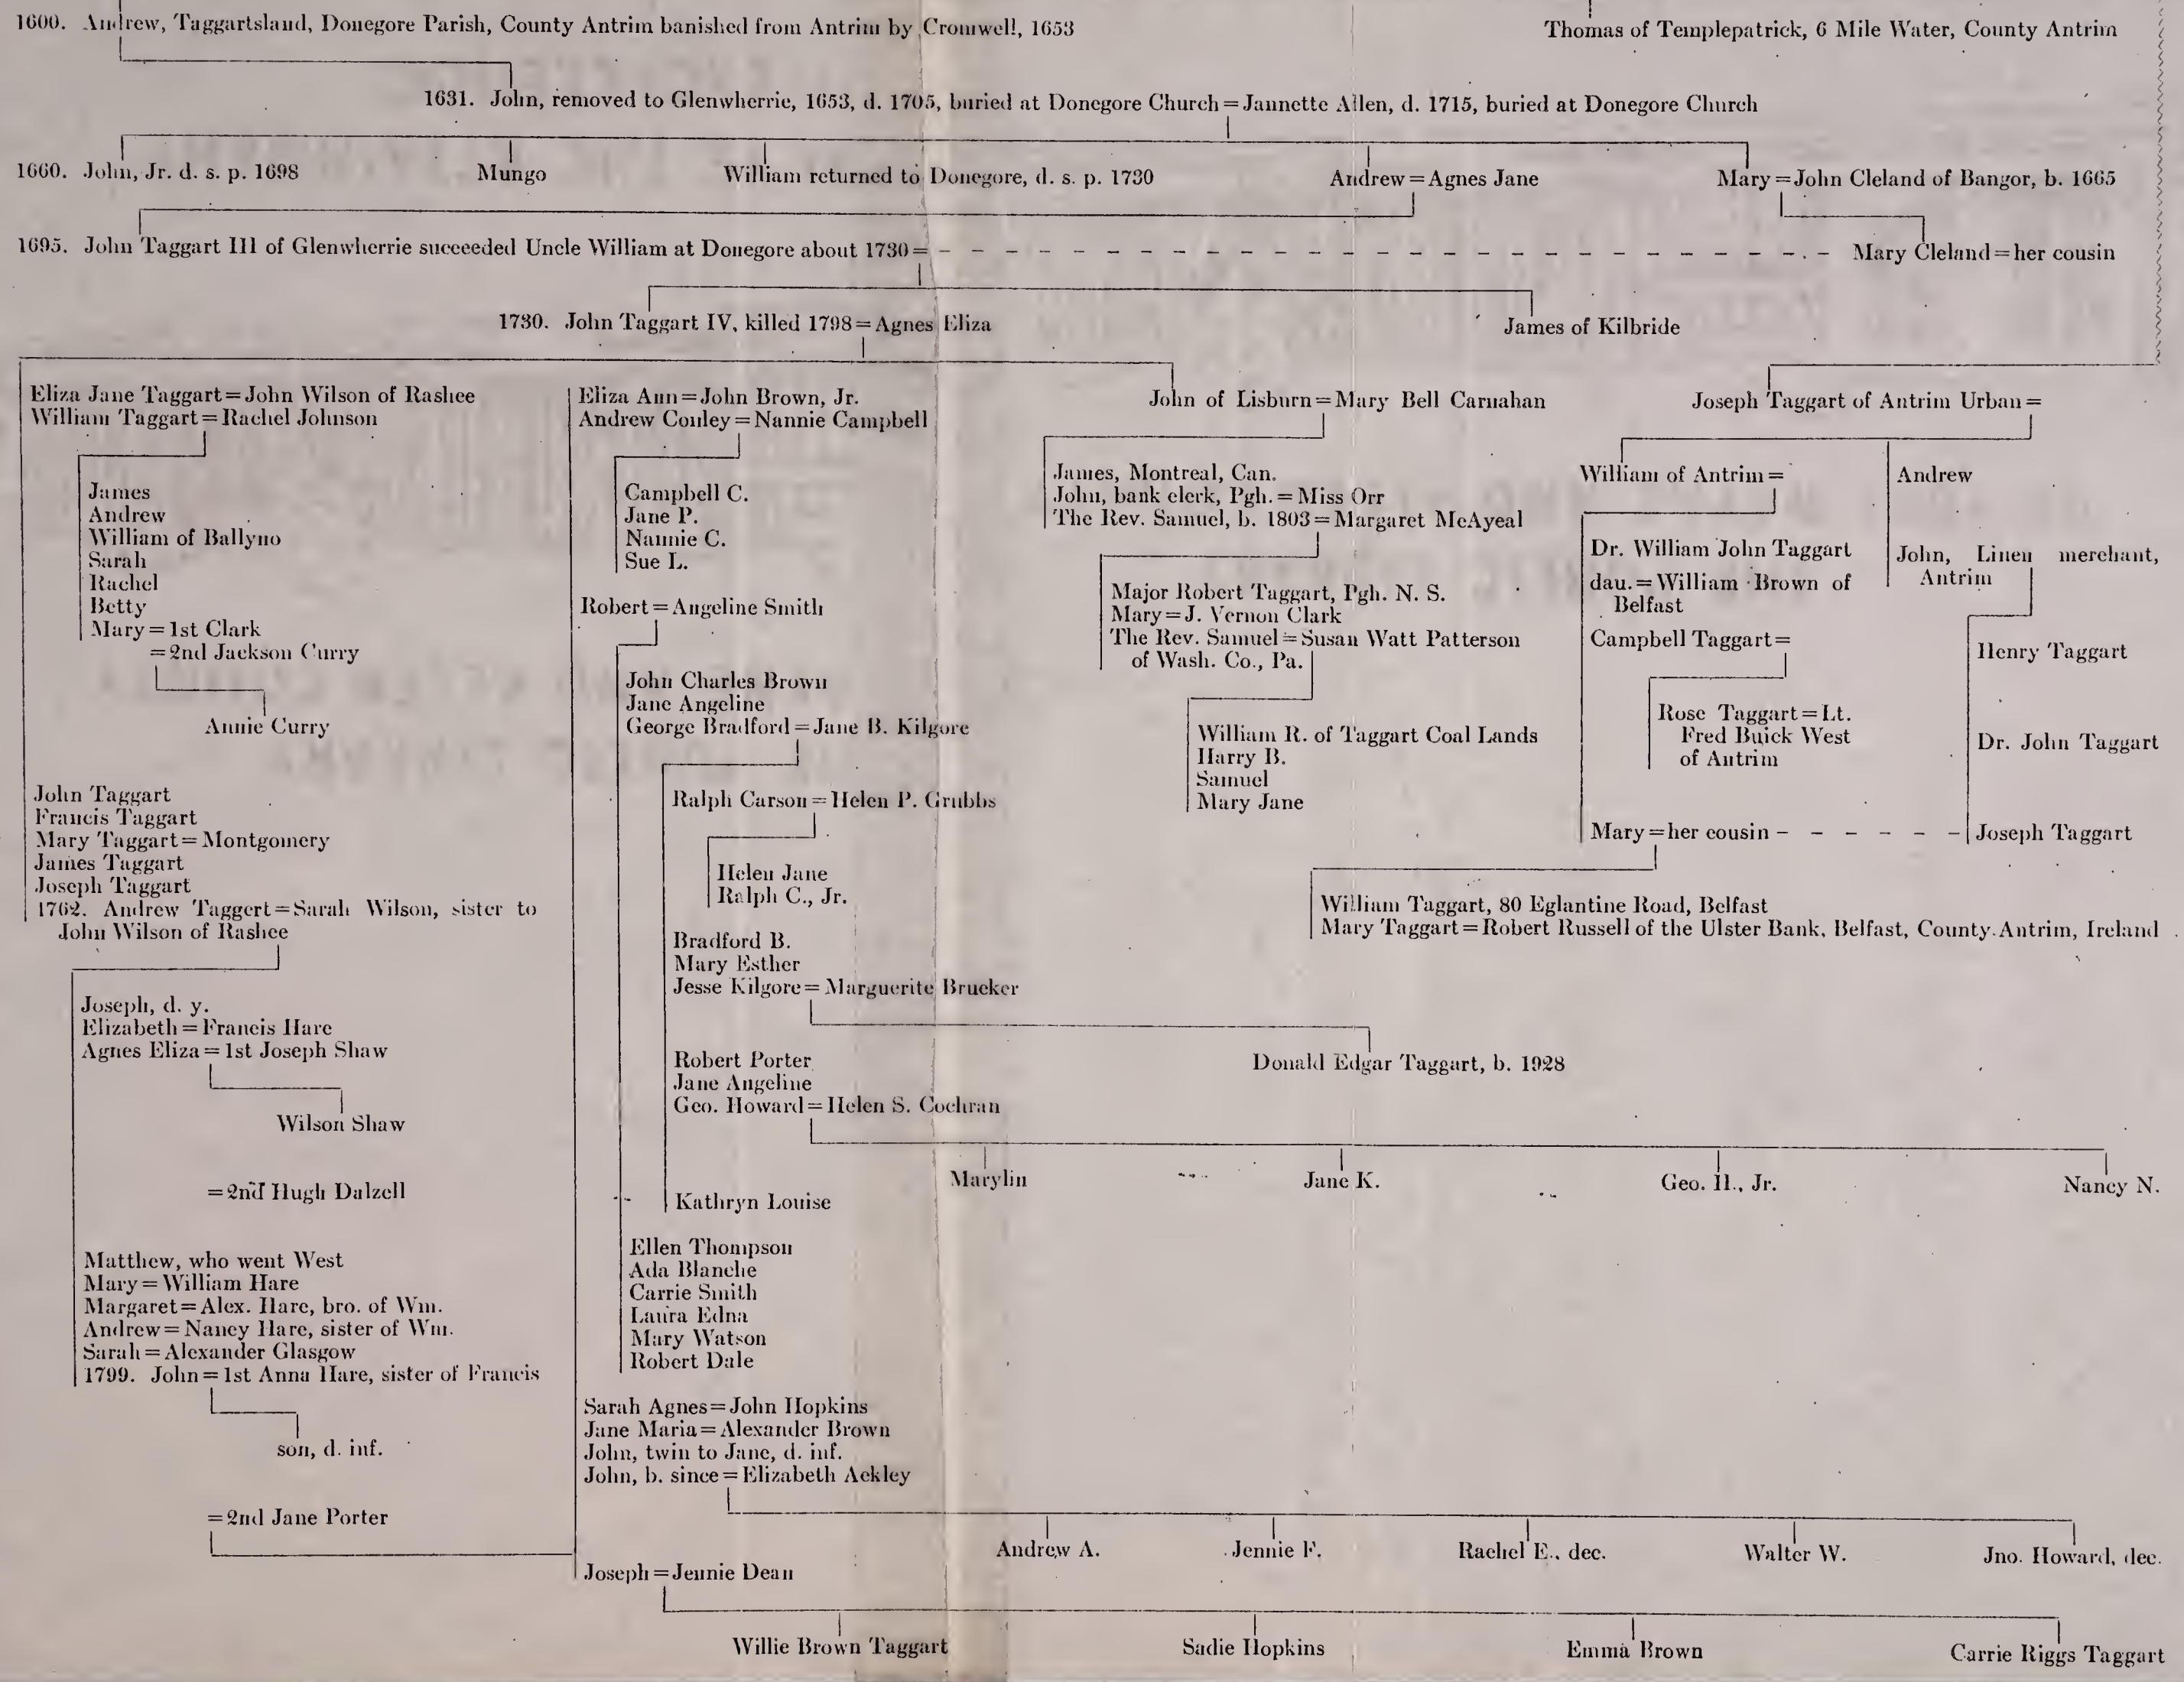 1600. Andrew, Taggartsland, Donegore Parish, County Antrim banished from Antrim by Cromwell, 1653
Thomas of Templepatrick, 6 Mile Water, County Antrim
1631. John, removed to Glenwherrie, 1653, d. 1705, buried at Donegore Church = Jannette Allen, d. 1715, buried at Donegore Church
1660. John, Jr. d. s. p. 1698
Mungo
William returned to Donegore, d. s. p. 1730
Andrew = Agnes Jane
Mary = John Cleland of Bangor, b. 1665
1695. John Taggart III of Glenwherrie succeeded Uncle William at Donegore about 1730 =
Mary Cleland = her cousin
1730. John Taggart IV, killed 1798 = Agnes Eliza
James of Kilbride
Eliza Jane Taggart = John Wilson of Rashee
William Taggart = Rachel Johnson
James
Andrew
William of Ballyno
Sarah
Rachel
Betty
Mary = 1st Clark
= 2nd Jackson Curry
Annie Curry
John Taggart
Francis Taggart
Mary Taggart = Montgomery
James Taggart
Joseph Taggart
1762. Andrew Taggert = Sarah Wilson, sister to
John Wilson of Rashee
Joseph, d. y.
Elizabeth = Francis Hare
Agnes Eliza = 1st Joseph Shaw
Wilson Shaw
= 2nd Hugh Dalzell
Matthew, who went West
Mary = William Hare
Margaret = Alex. Hare, bro. of Wm.
Andrew = Nancy Hare, sister of Wm.
Sarah = Alexander Glasgow
1799. John = 1st Anna Hare, sister of Francis
son, d. inf.
= 2nd Jane Porter
Eliza Ann = John Brown, Jr.
Andrew Conley = Nannie Campbell
Campbell C.
Jane P.
Nannie C.
Sue L.
Robert = Angeline Smith
John Charles Brown
Jane Angeline
George Bradford = Jane B. Kilgore
Ralph Carson = Helen P. Grubbs
Helen Jane
Ralph C., Jr.
Bradford B.
Mary Esther
Jesse Kilgore = Marguerite Brucker
Donald Edgar Taggart, b. 1928
Robert Porter
Jane Angeline
Geo. Howard = Helen S. Cochran
Marylin
Jane K.
Geo. H., Jr.
Nancy N.
Kathryn Louise
Ellen Thompson
Ada Blanche
Carrie Smith
Laura Edna
Mary Watson
Robert Dale
Sarah Agnes = John Hopkins
Jane Maria = Alexander Brown
John, twin to Jane, d. inf.
John, b. since = Elizabeth Ackley
Andrew A.
Jennie F.
Rachel E., dec.
Walter W.
Jno. Howard, dec.
Joseph = Jennie Dean
Willie Brown Taggart
Sadie Hopkins
Emma Brown
Carrie Riggs Taggart
John of Lisburn = Mary Bell Carnahan
James, Montreal, Can.
John, bank clerk, Pgh. = Miss Orr
The Rev. Samuel, b. 1803 = Margaret McAyeal
Major Robert Taggart, Pgh. N. S.
Mary = J. Vernon Clark
The Rev. Samuel = Susan Watt Patterson
of Wash. Co., Pa.
William R. of Taggart Coal Lands
Harry B.
Samuel
Mary Jane
Joseph Taggart of Antrim Urban =
William of Antrim =
Dr. William John Taggart
dau. = William Brown of
Belfast
Campbell Taggart =
Rose Taggart = Lt.
Fred Buick West
of Antrim
Mary = her cousin
Andrew
John, Linen merchant,
Antrim
Henry Taggart
Dr. John Taggart
Joseph Taggart
William Taggart, 80 Eglantine Road, Belfast
Mary Taggart = Robert Russell of the Ulster Bank, Belfast, County Antrim, Ireland